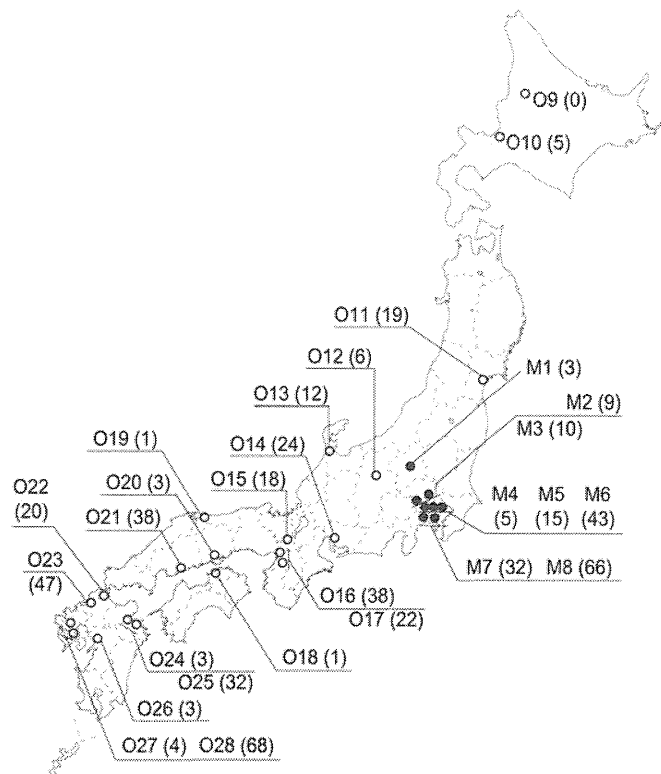 O9 (0)
O10 (5)
O11 (19)
O12 (6)
M1 (3)
O13 (12)
M2 (9)
M3 (10)
O19 (1)
O14 (24)
O20 (3)
O15 (18)
O22
(20)
M4 M5 M6
(5) (15) (43)
O21 (38)
O23
(47)
M7 (32) M8 (66)
O16 (38)
O17 (22)
O24 (3)
O18 (1)
O25 (32)
O26 (3)
O27 (4) O28 (68)